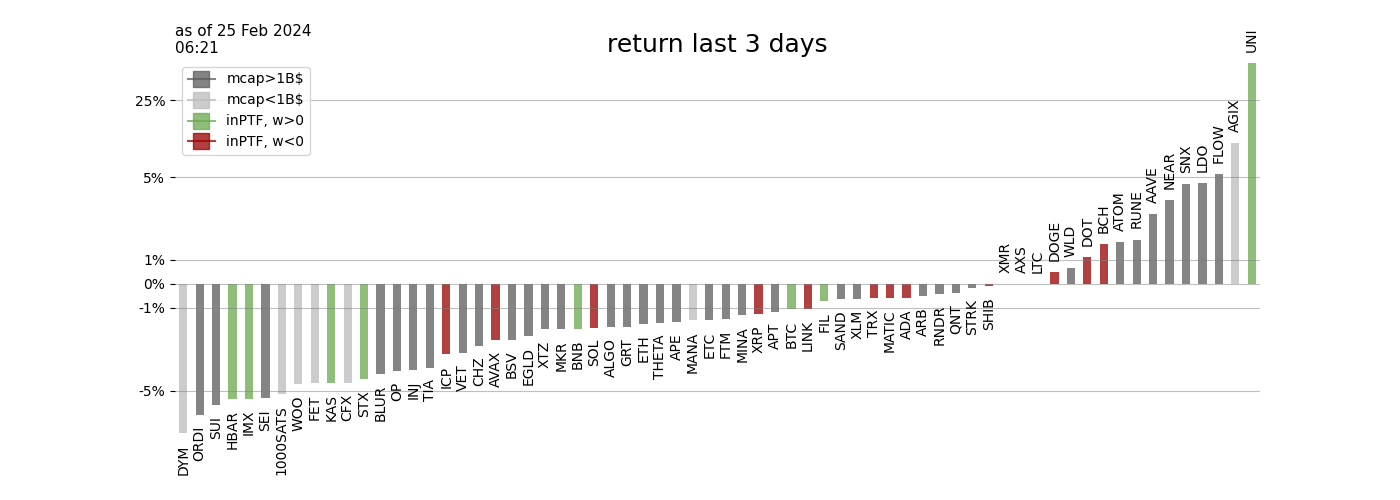 as of 25 Feb 2024
06:21
return last 3 days
mcap>1B$
mcap<1B$
inPTF, w>0
inPTF, w<0
25%
5%
1%
0%
-1%
-5%
DYM
ORDI
SUI
HBAR
IMX
SEI
1000SATS
WOO
FET
KAS
CFX
STX
BLUR
OP
INJ
TIA
ICP
VET
CHZ
AVAX
BSV
EGLD
XTZ
MKR
BNB
SOL
ALGO
GRT
ETH
THETA
APE
MANA
ETC
FTM
MINA
XRP
APT
BTC
LINK
FIL
SAND
XLM
TRX
MATIC
ADA
ARB
RNDR
QNT
STRK
SHIB
XMR
AXS
LTC
DOGE
WLD
DOT
BCH
ATOM
RUNE
AAVE
NEAR
SNX
LDO
FLOW
AGIX
UNI